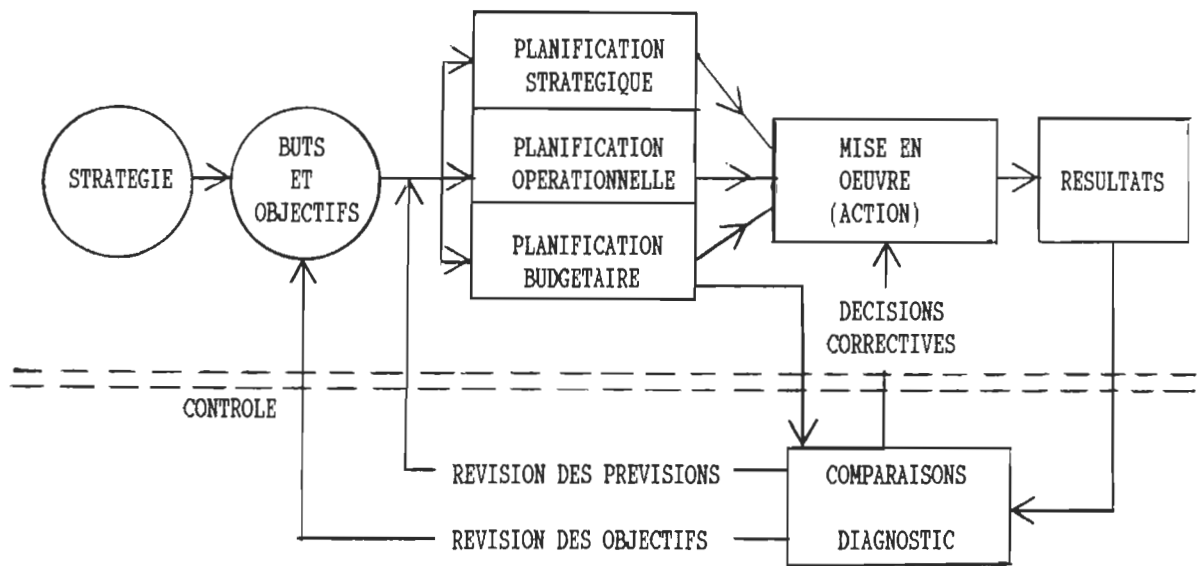 STRATEGIE
BUTS
ET
OBJECTIFS
PLANIFICATION
STRATEGIQUE
PLANIFICATION
OPERATIONNELLE
PLANIFICATION
BUDGETAIRE
MISE EN
OEUVRE
(ACTION)
RESULTATS
DECISIONS
CORRECTIVES
CONTROLE
REVISION DES PREVISIONS
REVISION DES OBJECTIFS
COMPARAISONS
DIAGNOSTIC